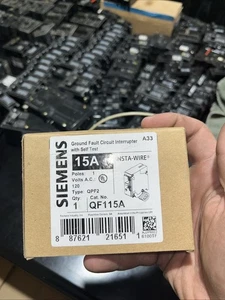 SIEMENS
Ground Fault Circuit Interrupter
with Self Test
A33
15A
INSTA-WIRE®
Poles: 1
Volts A.C.:
120
Type: QPF2
Qty. Cat. No.
1 QF115A
8 87621 21651 1